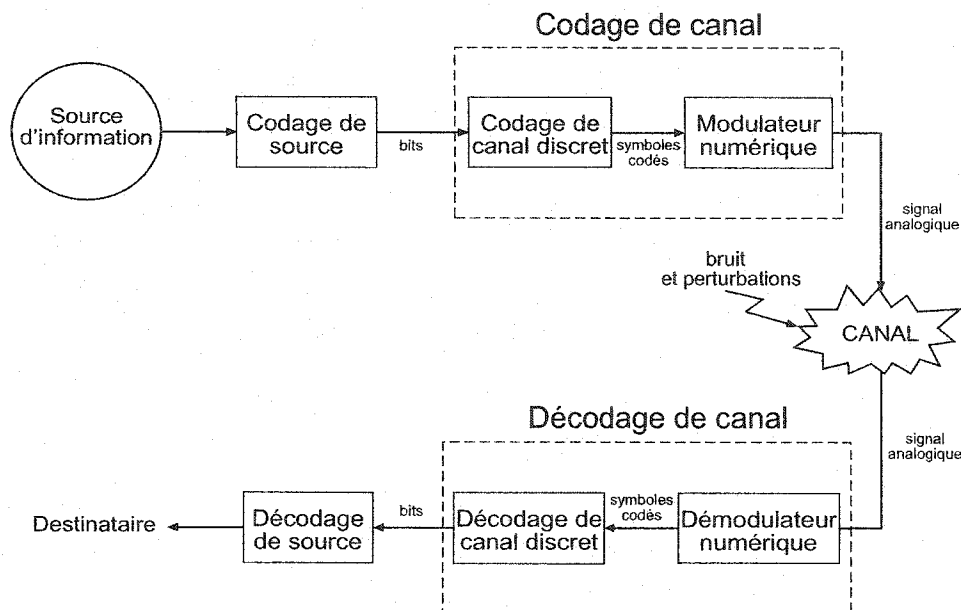 Codage de canal
Source
d'information
Codage de
source
bits
Codage de
canal discret
symboles
codés
Modulateur
numérique
signal
analogique
bruit
et perturbations
CANAL
Décodage de canal
signal
analogique
Destinataire
Décodage
de source
bits
Décodage de
canal discret
symboles
codés
Démodulateur
numérique